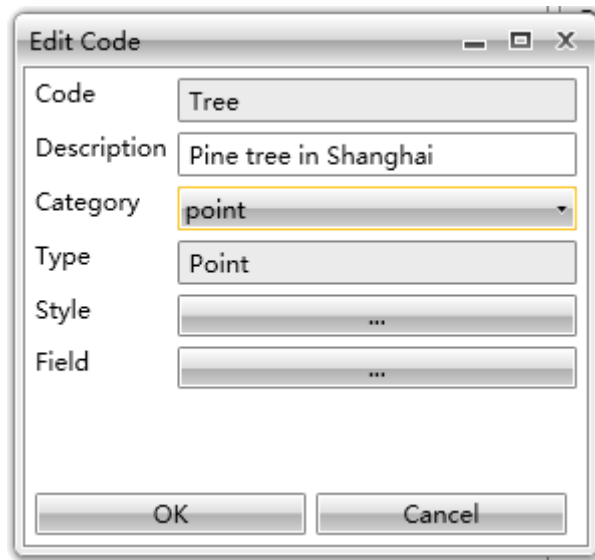 Edit Code
Code Tree
Description Pine tree in Shanghai
Category point
Type Point
Style ...
Field ...
OK Cancel